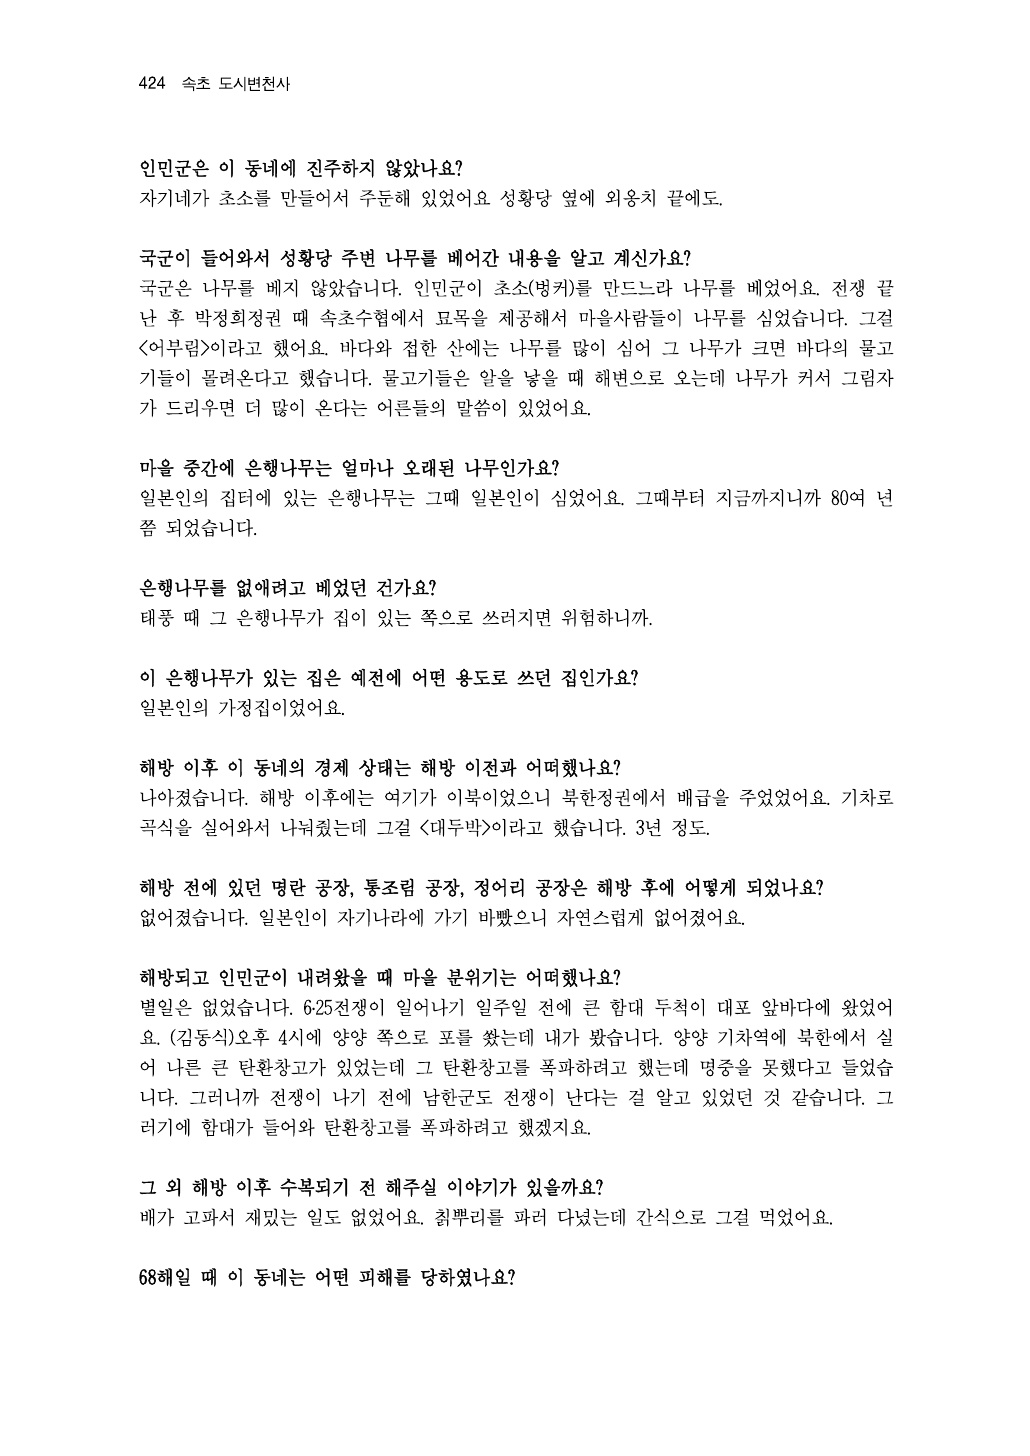 424 속초 도시변천사
인민군은 이 동네에 진주하지 않았나요?
자기네가 초소를 만들어서 주둔해 있었어요 성황당 옆에 외옹치 끝에도.
국군이 들어와서 성황당 주변 나무를 베어간 내용을 알고 계신가요?
국군은 나무를 베지 않았습니다. 인민군이 초소(벙커)를 만드느라 나무를 베었어요. 전쟁 끝
난 후 박정희정권 때 속초수협에서 묘목을 제공해서 마을사람들이 나무를 심었습니다. 그걸
<어부림>이라고 했어요. 바다와 접한 산에는 나무를 많이 심어 그 나무가 크면 바다의 물고
기들이 몰려온다고 했습니다. 물고기들은 알을 낳을 때 해변으로 오는데 나무가 커서 그림자
가 드리우면 더 많이 온다는 어른들의 말씀이 있었어요.
마을 중간에 은행나무는 얼마나 오래된 나무인가요?
일본인의 집터에 있는 은행나무는 그때 일본인이 심었어요. 그때부터 지금까지니까 80여 년
쯤 되었습니다.
은행나무를 없애려고 베었던 건가요?
태풍 때 그 은행나무가 집이 있는 쪽으로 쓰러지면 위험하니까.
이 은행나무가 있는 집은 예전에 어떤 용도로 쓰던 집인가요?
일본인의 가정집이었어요.
해방 이후 이 동네의 경제 상태는 해방 이전과 어떠했나요?
나아졌습니다. 해방 이후에는 여기가 이북이었으니 북한정권에서 배급을 주었었어요. 기차로
곡식을 실어와서 나눠줬는데 그걸 <대두박>이라고 했습니다. 3년 정도.
해방 전에 있던 명란 공장, 통조림 공장, 정어리 공장은 해방 후에 어떻게 되었나요?
없어졌습니다. 일본인이 자기나라에 가기 바빴으니 자연스럽게 없어졌어요.
해방되고 인민군이 내려왔을 때 마을 분위기는 어떠했나요?
별일은 없었습니다. 6·25전쟁이 일어나기 일주일 전에 큰 함대 두척이 대포 앞바다에 왔었어
요. (김동식)오후 4시에 양양 쪽으로 포를 쐈는데 내가 봤습니다. 양양 기차역에 북한에서 실
어 나른 큰 탄환창고가 있었는데 그 탄환창고를 폭파하려고 했는데 명중을 못했다고 들었습
니다. 그러니까 전쟁이 나기 전에 남한군도 전쟁이 난다는 걸 알고 있었던 것 같습니다. 그
러기에 함대가 들어와 탄환창고를 폭파하려고 했겠지요.
그 외 해방 이후 수복되기 전 해주실 이야기가 있을까요?
배가 고파서 재밌는 일도 없었어요. 칡뿌리를 파러 다녔는데 간식으로 그걸 먹었어요.
68해일 때 이 동네는 어떤 피해를 당하였나요?